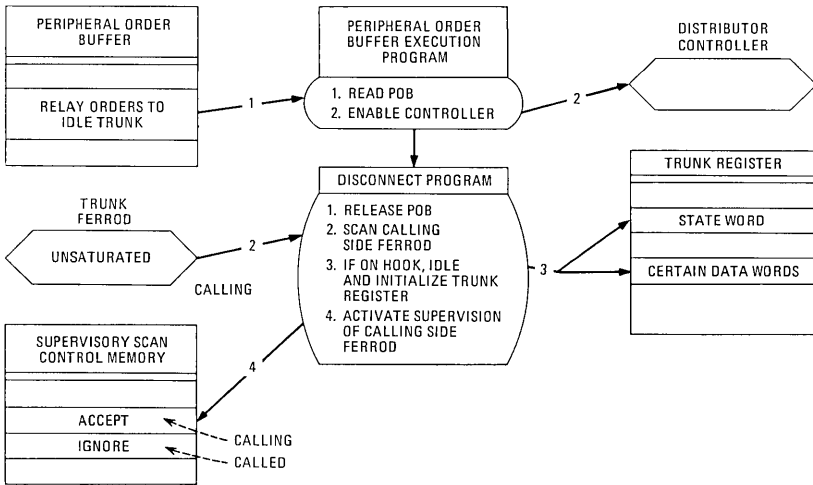 PERIPHERAL ORDER
BUFFER
RELAY ORDERS TO
IDLE TRUNK
1
PERIPHERAL ORDER
BUFFER EXECUTION
PROGRAM
1. READ POB
2. ENABLE CONTROLLER
2
DISTRIBUTOR
CONTROLLER
TRUNK
FERROD
UNSATURATED
2
CALLING
DISCONNECT PROGRAM
1. RELEASE POB
2. SCAN CALLING
SIDE FERROD
3. IF ON HOOK, IDLE
AND INITIALIZE TRUNK
REGISTER
4. ACTIVATE SUPERVISION
OF CALLING SIDE
FERROD
3
TRUNK REGISTER
STATE WORD
CERTAIN DATA WORDS
4
SUPERVISORY SCAN
CONTROL MEMORY
ACCEPT
IGNORE
CALLING
CALLED